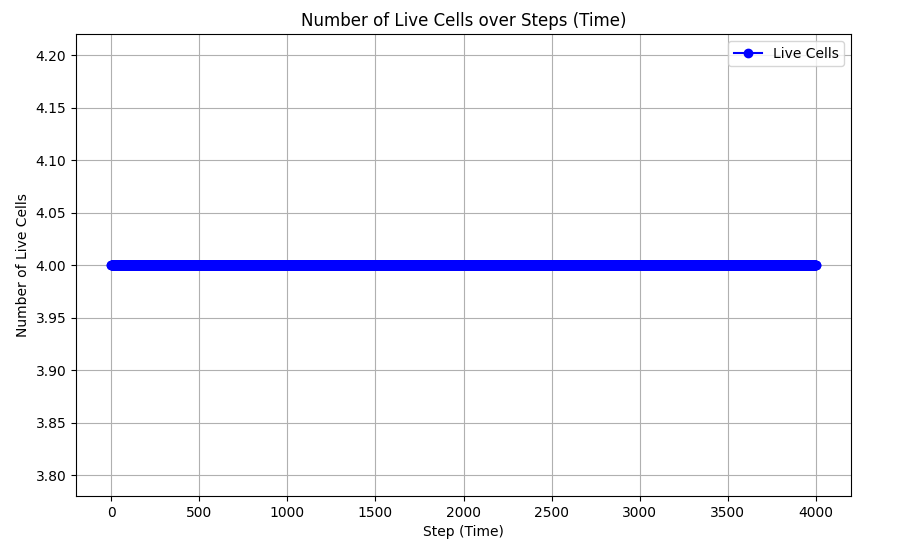 Number of Live Cells over Steps (Time)
Live Cells
Number of Live Cells
4.20
4.15
4.10
4.05
4.00
3.95
3.90
3.85
3.80
0 500 1000 1500 2000 2500 3000 3500 4000
Step (Time)